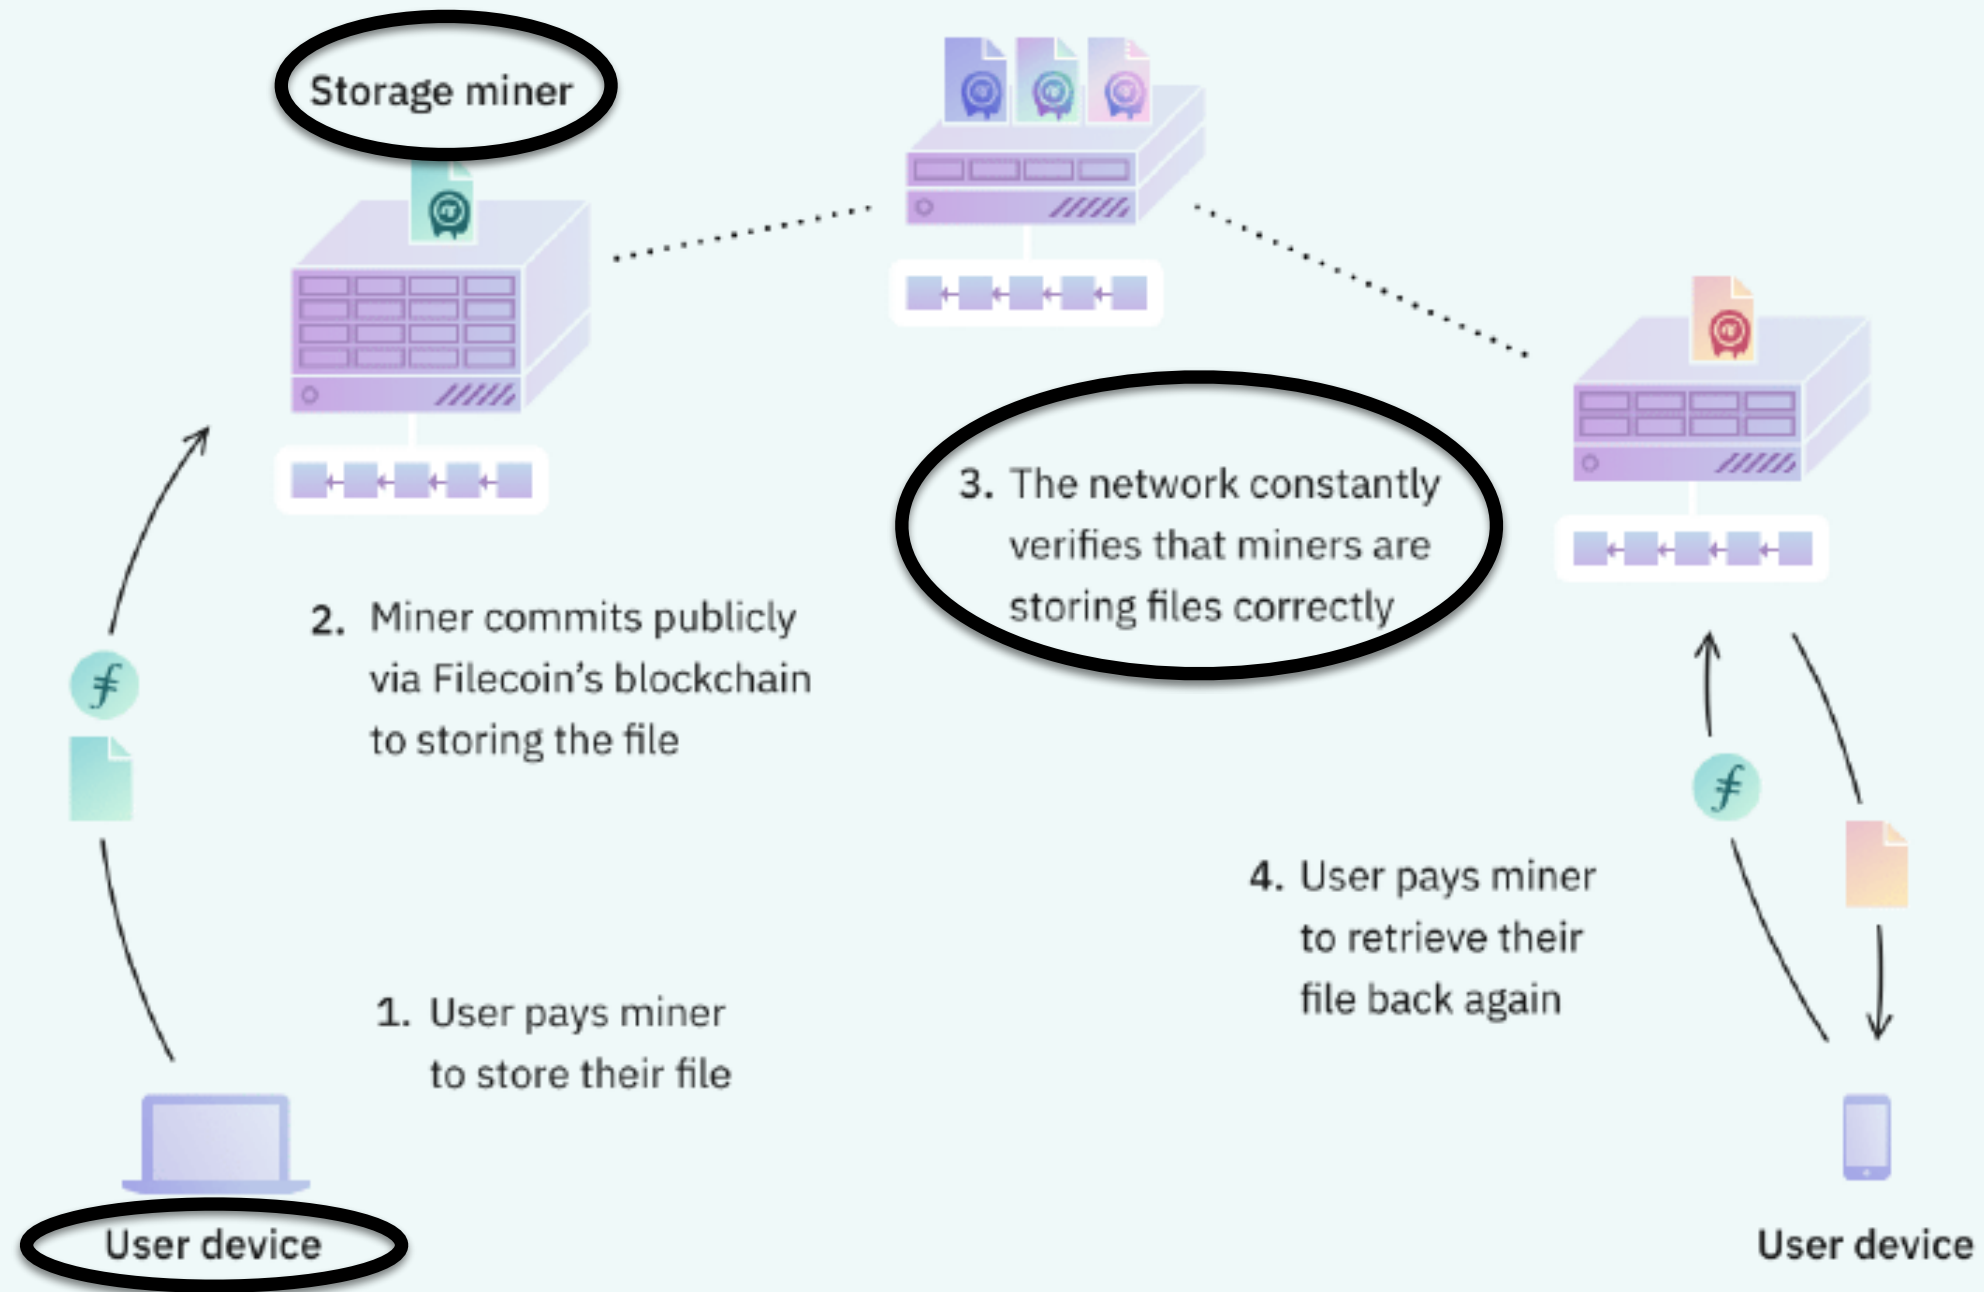 Storage miner
3. The network constantly
verifies that miners are
storing files correctly
2. Miner commits publicly
via Filecoin's blockchain
to storing the file
4. User pays miner
to retrieve their
file back again
1. User pays miner
to store their file
User device
User device